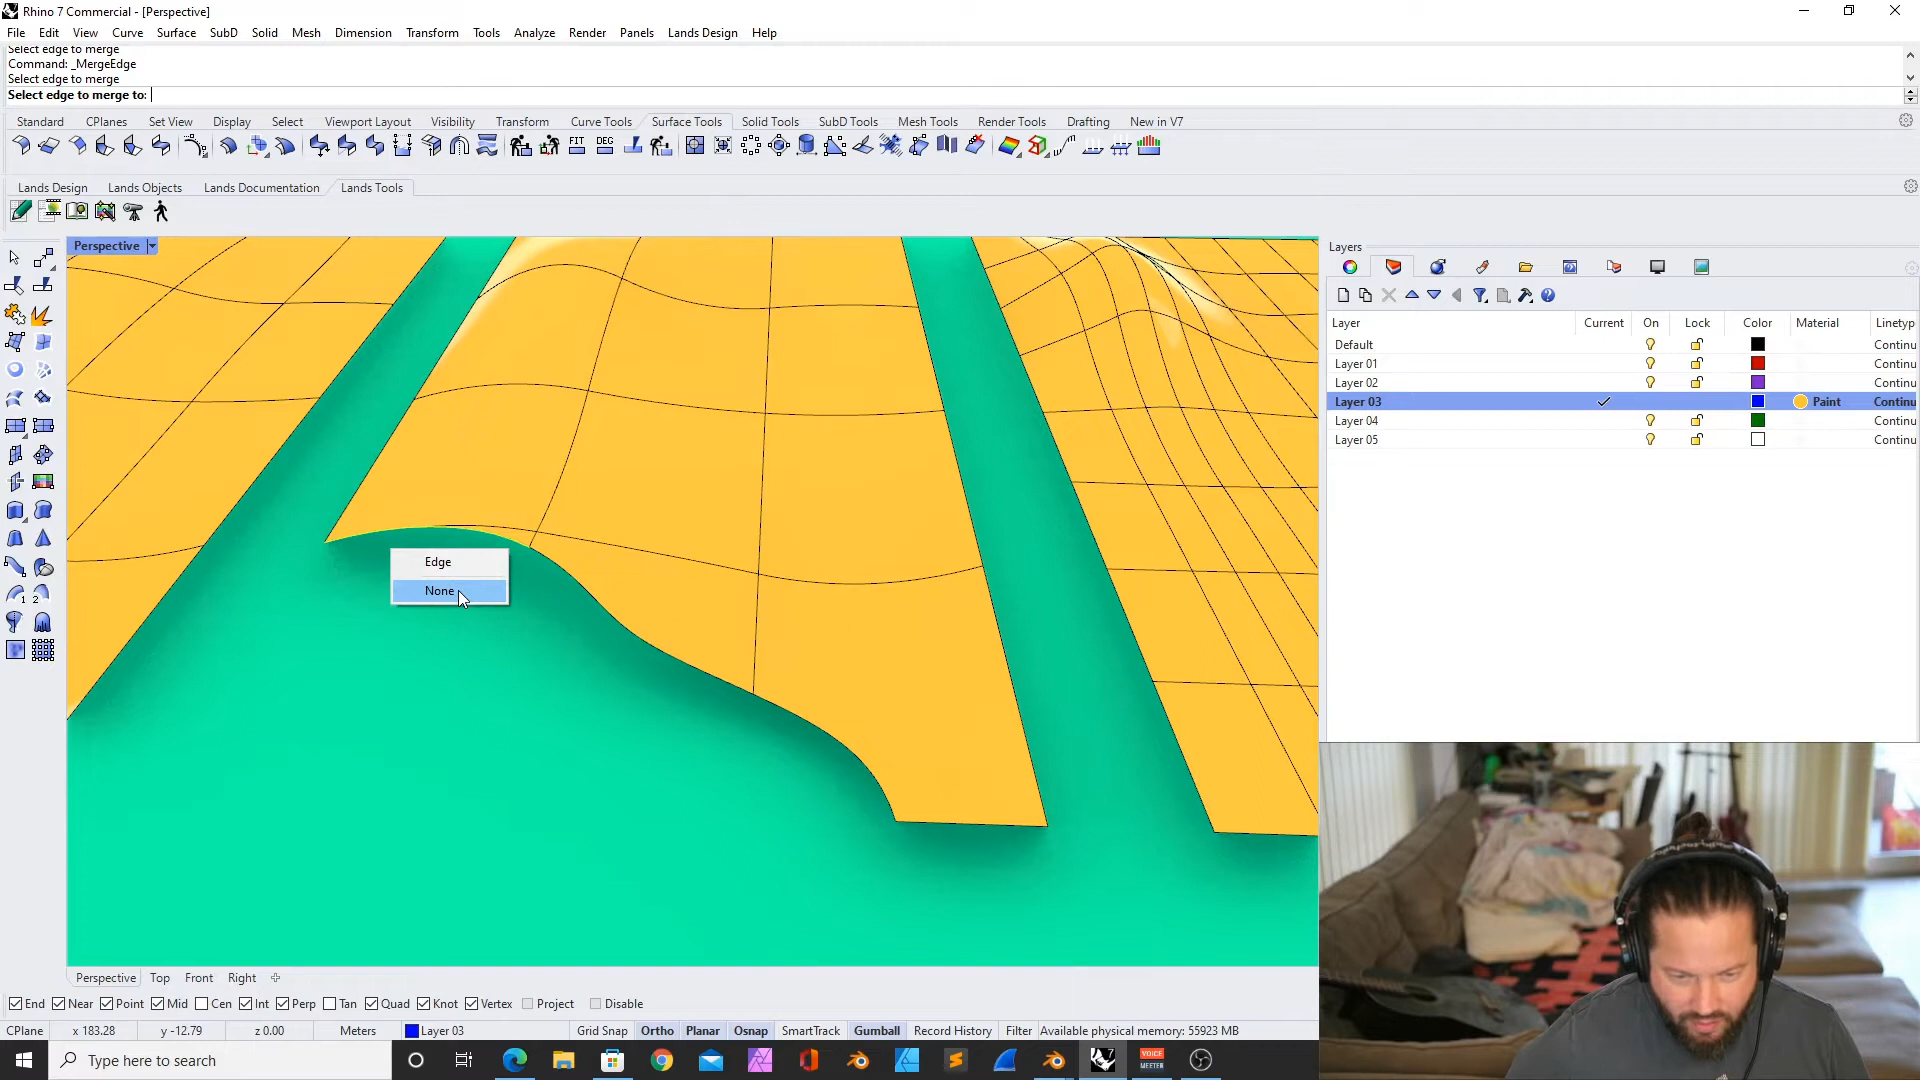 Rhino 7 Commercial - [Perspective]
File Edit View Curve Surface SubD Solid Mesh Dimension Transform Tools Analyze Render Panels Lands Design Help
Select edge to merge
Command: _MergeEdge
Select edge to merge
Select edge to merge to:
Standard CPlanes Set View Display Select Viewport Layout Visibility Transform Curve Tools Surface Tools Solid Tools SubD Tools Mesh Tools Render Tools Drafting New in V7
FIT DEG
Lands Design Lands Objects Lands Documentation Lands Tools
Perspective
Layers
Layer Current On Lock Color Material Linetyp
Default Continu
Layer 01 Continu
Layer 02 Continu
Layer 03 Paint Continu
Layer 04 Continu
Layer 05 Continu
Edge
None
1 2
Perspective Top Front Right
End Near Point Mid Cen Int Perp Tan Quad Knot Vertex Project Disable
CPlane x 183.28 y -12.79 z 0.00 Meters Layer 03 Grid Snap Ortho Planar Osnap SmartTrack Gumball Record History Filter Available physical memory: 55923 MB
Type here to search
VOICE
MEETER